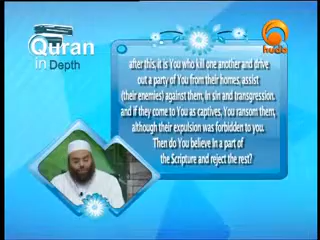 Quran
in Depth
huda
after this, it is You who kill one another and drive
out a party of You from their homes, assist
(their enemies) against them, in sin and transgression.
and if they come to You as captives, You ransom them,
although their expulsion was forbidden to you.
Then do You believe in a part of
the Scripture and reject the rest?